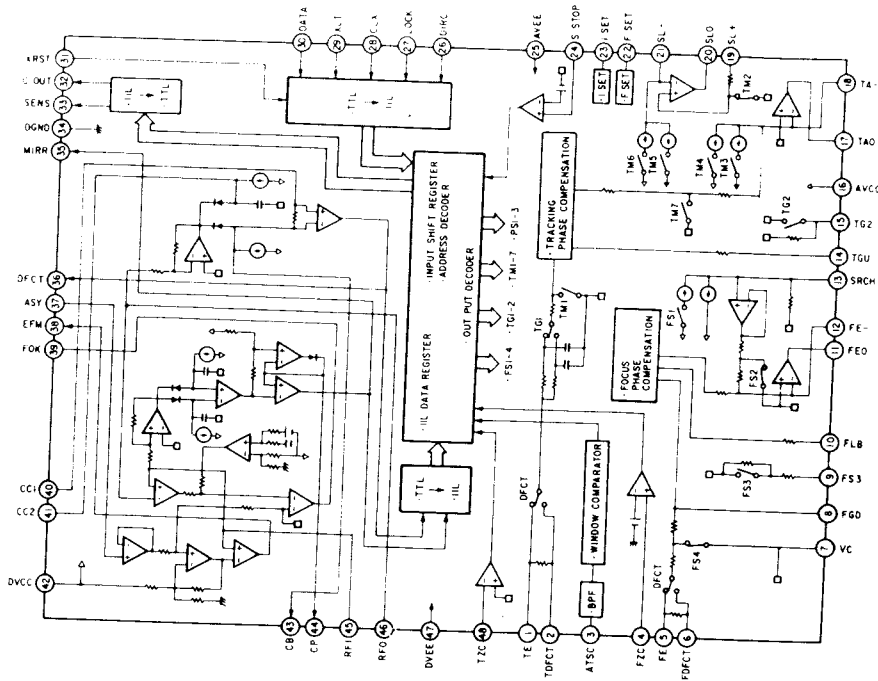 30 DATA
29 XLT
28 CLK
27 LOCK
26 DIRC
25 AVEE
24 S STOP
23 I SET
22 F SET
21 SL-
20 SLO
19 SL+
XRST 31
C.OUT 32
SENS 33
DGND 34
MIRR 35
DFCT 36
ASY 37
EFM 38
FOK 39
CC1 40
CC2 41
DVCC 42
CB 43
CP 44
RFI 45
RFO 46
DVEE 47
TZC 48
TE 1
TDFCT 2
ATSC 3
FZC 4
FE 5
FDFCT 6
18 TA-
17 TAO
16 AVCC
15 TG2
14 TGU
13 SRCH
12 FE-
11 FEO
10 FLB
9 FS3
8 FGD
7 VC
·IIL
TTL
·TTL
IIL
·TTL
IIL
·I SET
·F SET
TM2
TM6
TM5
TM4
TM3
TM7
TG2
·TRACKING
PHASE COMPENSATION
·IIL DATA REGISTER
·INPUT SHIFT REGISTER
·ADDRESS DECODER
·OUT PUT DECODER
·FS1-4
·TG1-2
·TM1-7
·PS1-3
TG1
TM1
·FOCUS
PHASE
COMPENSATION
FS1
FS2
FS3
FS4
DFCT
DFCT
·BPF
·WINDOW COMPARATOR